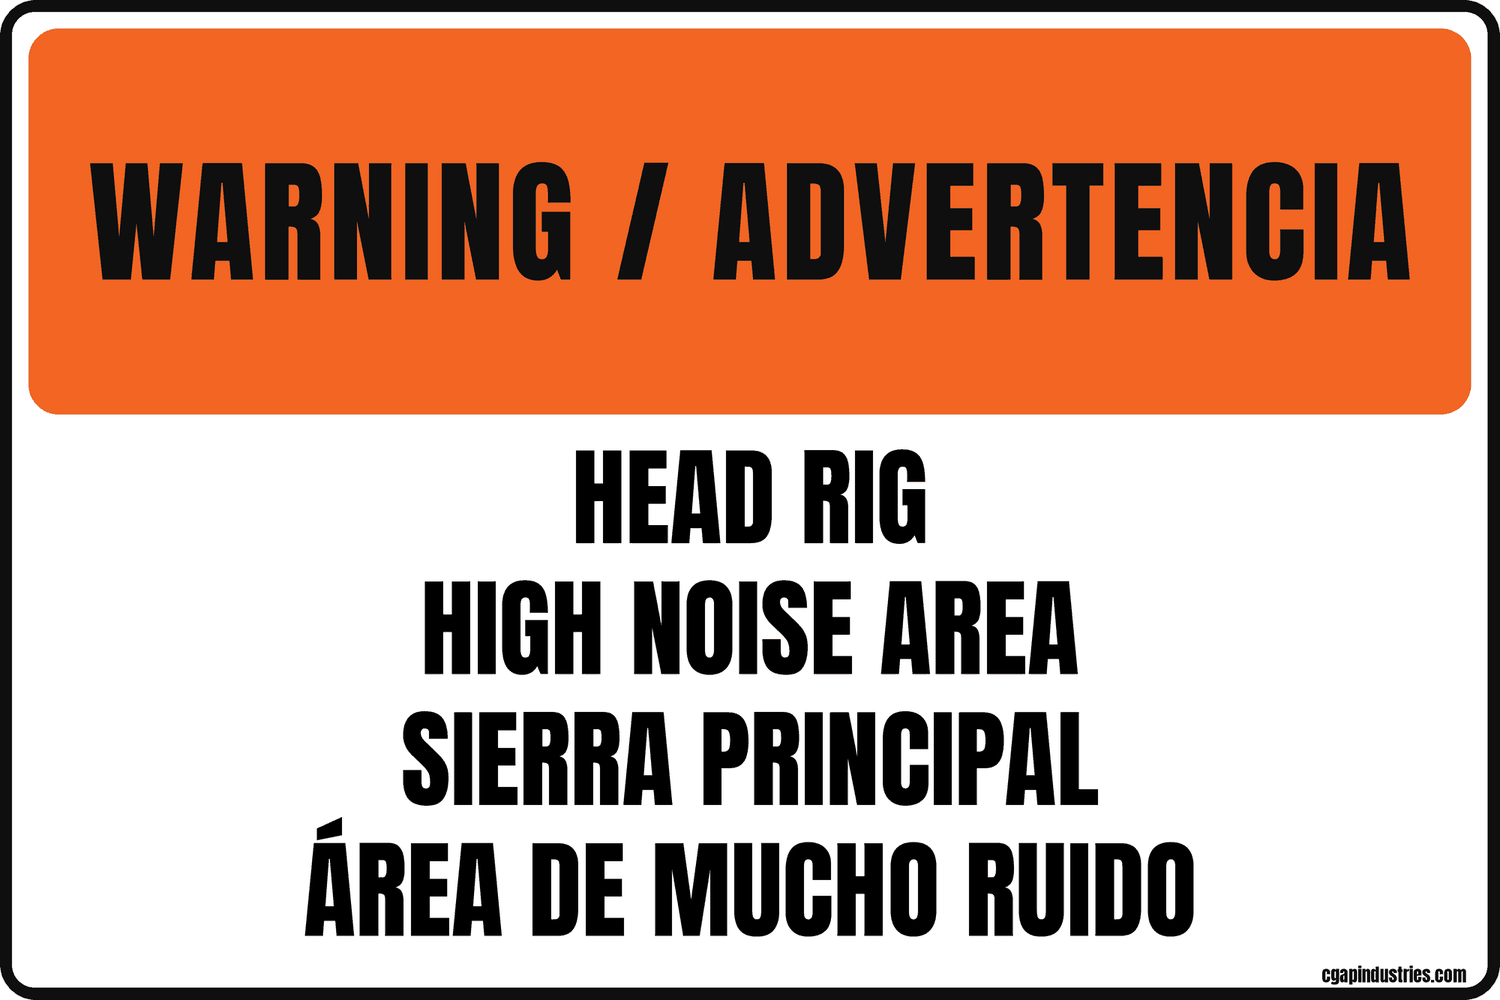 WARNING / ADVERTENCIA
HEAD RIG
HIGH NOISE AREA
SIERRA PRINCIPAL
ÁREA DE MUCHO RUIDO
cgapindustries.com